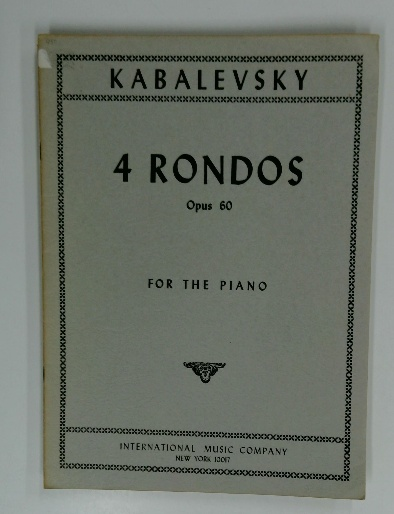 KABALEVSKY
4 RONDOS
Opus 60
FOR THE PIANO
INTERNATIONAL MUSIC COMPANY
NEW YORK 10017